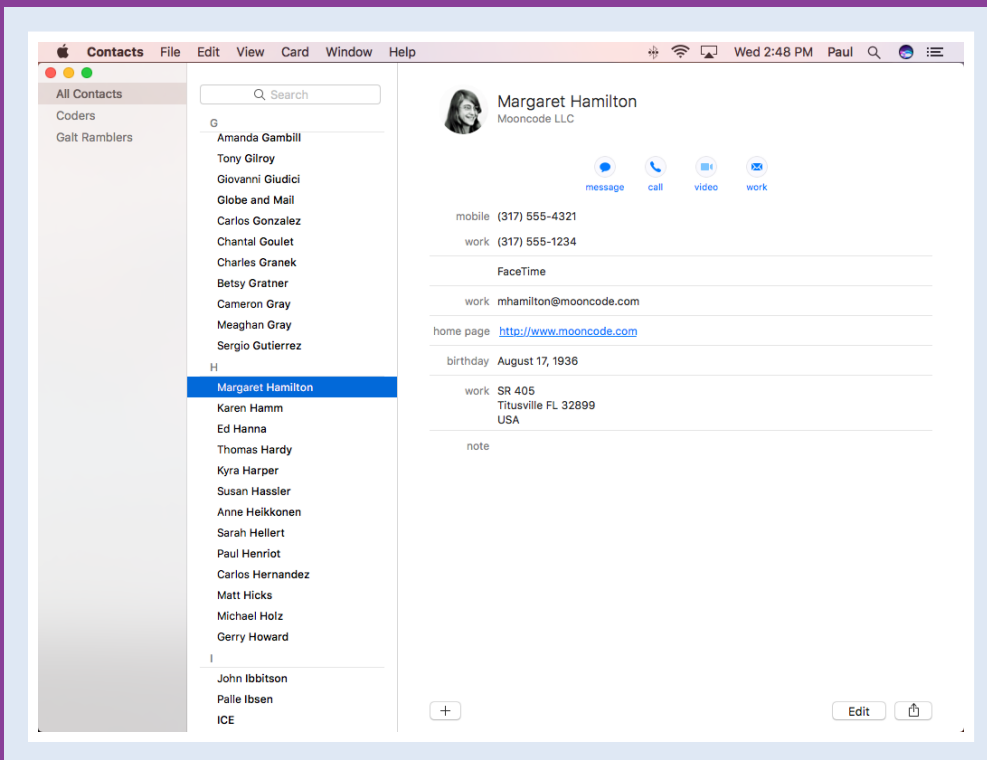 Contacts File Edit View Card Window Help Wed 2:48 PM Paul
All Contacts
Coders
Galt Ramblers
Search
G
Amanda Gambill
Tony Gilroy
Giovanni Giudici
Globe and Mail
Carlos Gonzalez
Chantal Goulet
Charles Granek
Betsy Gratner
Cameron Gray
Meaghan Gray
Sergio Gutierrez
H
Margaret Hamilton
Karen Hamm
Ed Hanna
Thomas Hardy
Kyra Harper
Susan Hassler
Anne Heikkonen
Sarah Hellert
Paul Henriot
Carlos Hernandez
Matt Hicks
Michael Holz
Gerry Howard
I
John Ibbitson
Palle Ibsen
ICE
Margaret Hamilton
Mooncode LLC
message call video work
mobile (317) 555-4321
work (317) 555-1234
FaceTime
work mhamilton@mooncode.com
home page http://www.mooncode.com
birthday August 17, 1936
work SR 405
Titusville FL 32899
USA
note
+ Edit